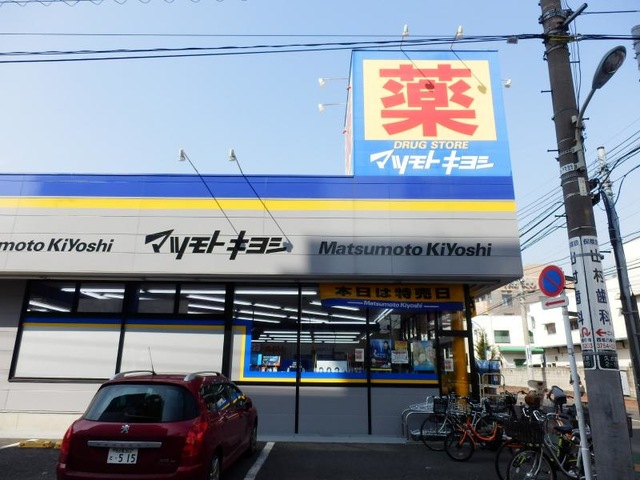 薬
DRUG STORE
マツモトキヨシ
moto KiYoshi
マツモトキヨシ
Matsumoto KiYoshi
本日は特売日
Matsumoto KiYoshi
515